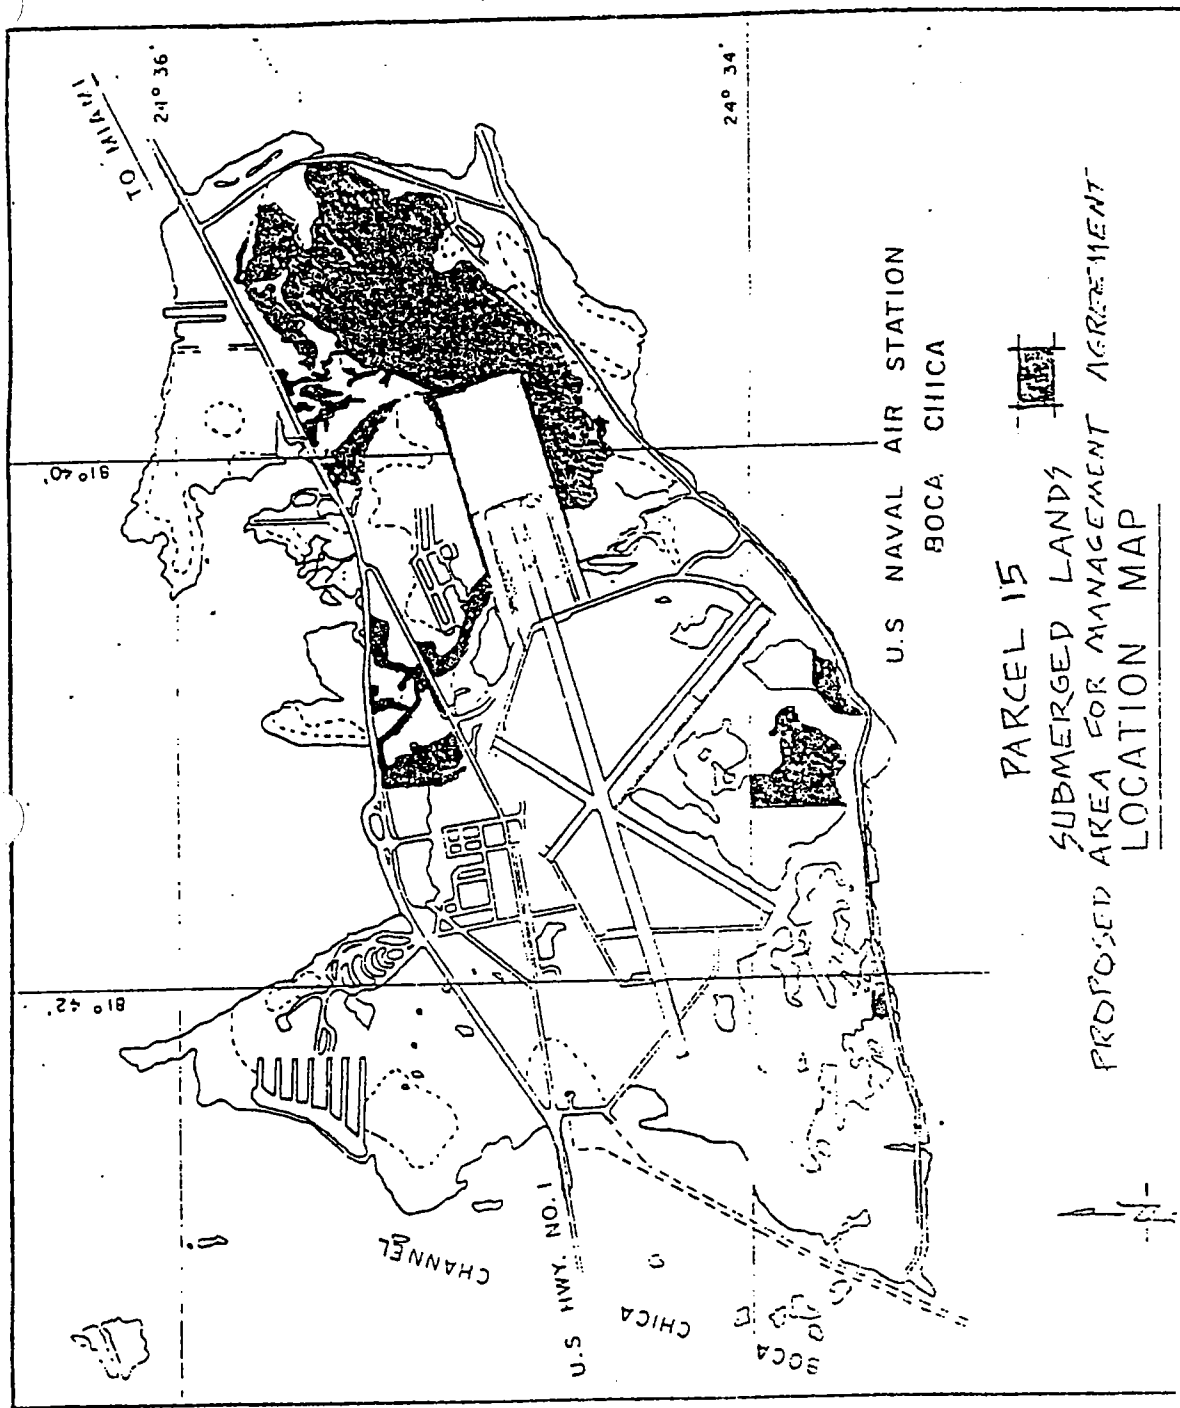 TO MIAMI
24° 36'
24° 34'
81° 40'
81° 42'
U.S NAVAL AIR STATION
BOCA CHICA
CHANNEL
CHICA
BOCA
U.S HWY. NO. 1
PARCEL 15
SUBMERGED LANDS
PROPOSED AREA FOR MANAGEMENT AGREEMENT
LOCATION MAP